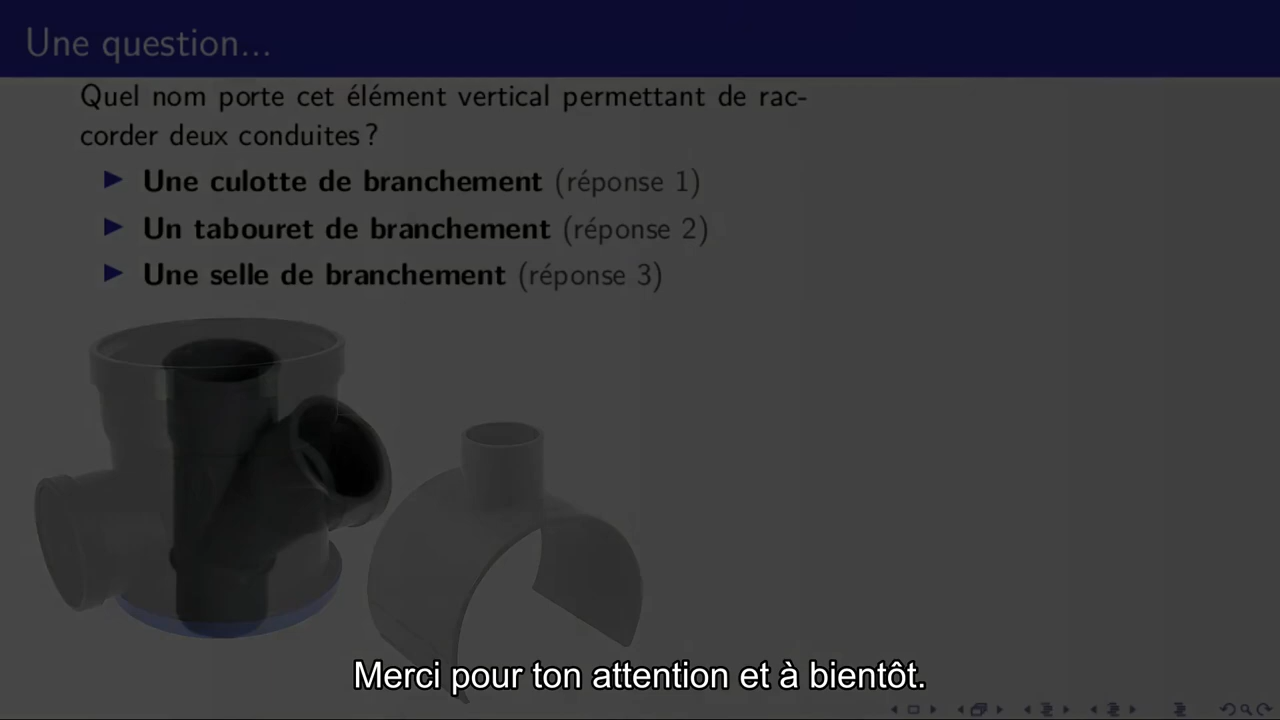 Une question...
Quel nom porte cet élément vertical permettant de rac-
corder deux conduites ?
Une culotte de branchement (réponse 1)
Un tabouret de branchement (réponse 2)
Une selle de branchement (réponse 3)
Merci pour ton attention et à bientôt.